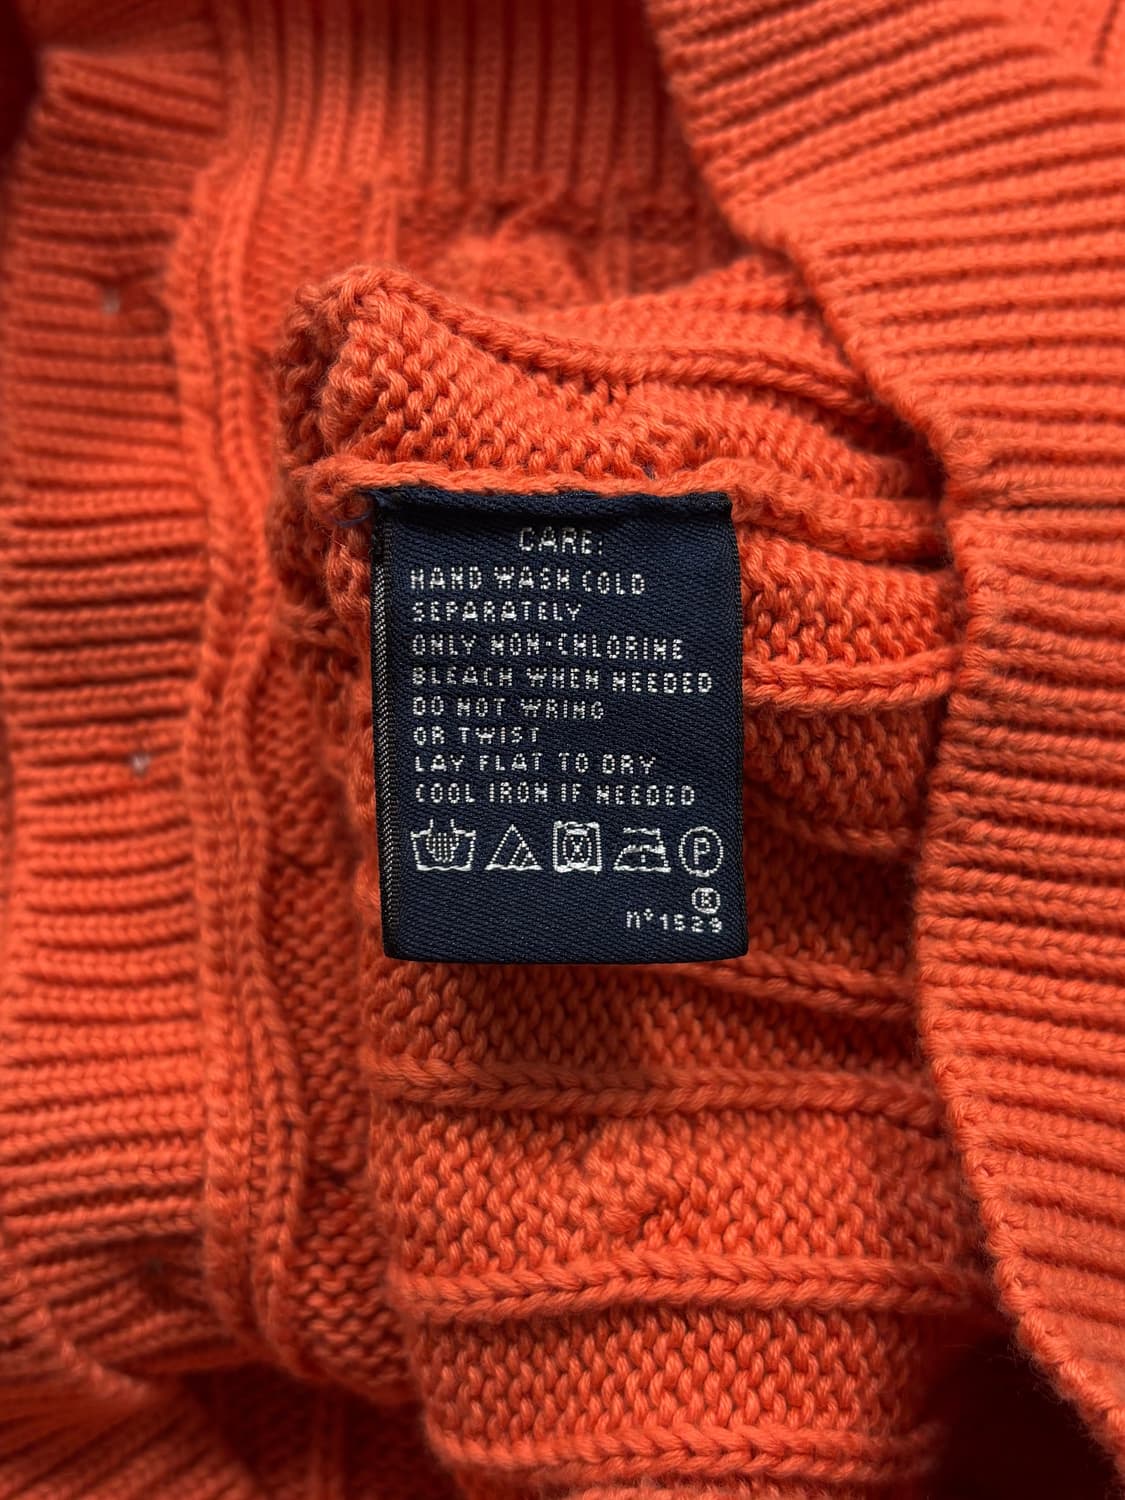 CARE:
HAND WASH COLD
SEPARATELY
ONLY NON-CHLORINE
BLEACH WHEN NEEDED
DO NOT WRING
OR TWIST
LAY FLAT TO DRY
COOL IRON IF NEEDED
P
®
n°1529